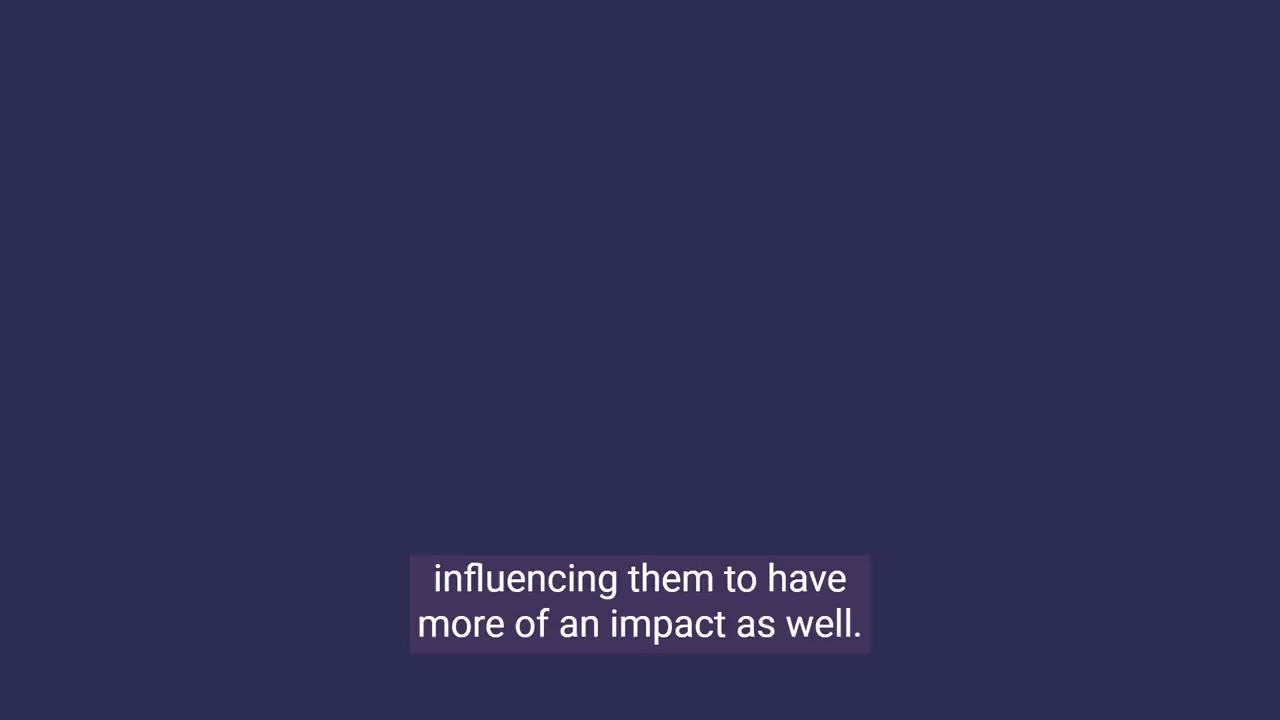 influencing them to have
more of an impact as well.